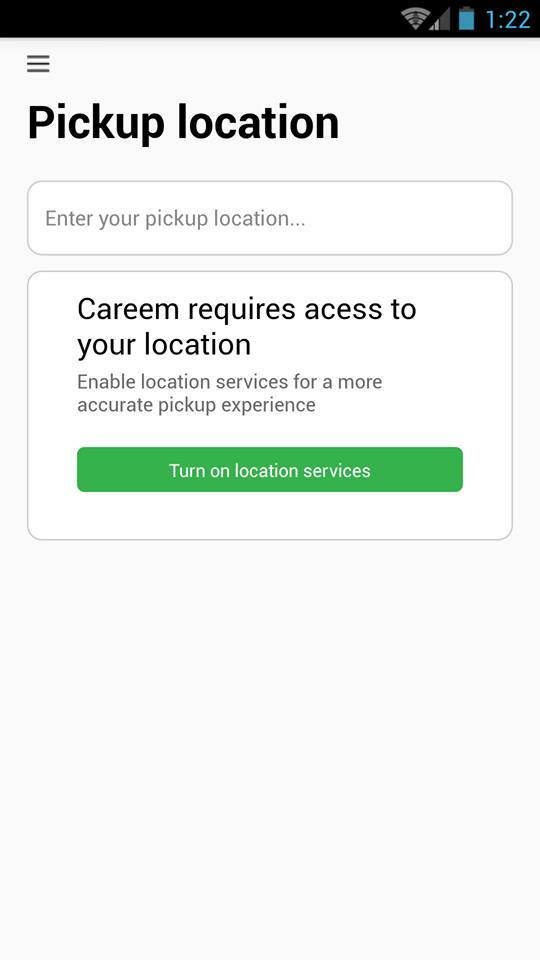 1:22
Pickup location
Enter your pickup location...
Careem requires acess to
your location
Enable location services for a more
accurate pickup experience
Turn on location services